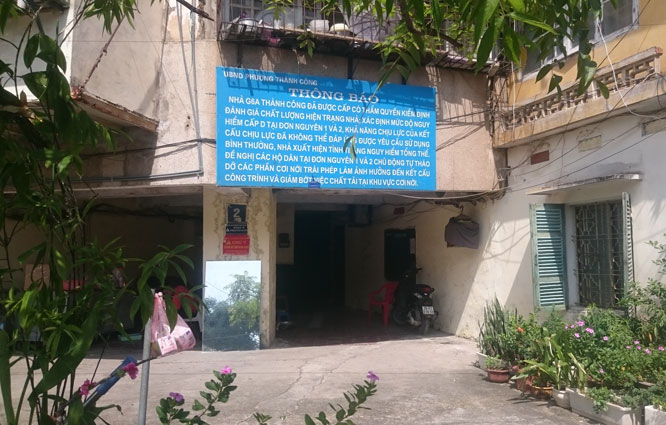 UBND PHƯỜNG THÀNH CÔNG
THÔNG BÁO
NHÀ G6A THÀNH CÔNG ĐÃ ĐƯỢC CẤP CÓ THẨM QUYỀN KIỂM ĐỊNH
ĐÁNH GIÁ CHẤT LƯỢNG HIỆN TRẠNG NHÀ; XÁC ĐỊNH MỨC ĐỘ NGUY
HIỂM CẤP D TẠI ĐƠN NGUYÊN 1 VÀ 2, KHẢ NĂNG CHỊU LỰC CỦA KẾT
CẤU CHỊU LỰC ĐÃ KHÔNG THỂ ĐÁP ỨNG ĐƯỢC YÊU CẦU SỬ DỤNG
BÌNH THƯỜNG, NHÀ XUẤT HIỆN TÌNH TRẠNG NGUY HIỂM TỔNG THỂ.
ĐỀ NGHỊ CÁC HỘ DÂN TẠI ĐƠN NGUYÊN 1 VÀ 2 CHỦ ĐỘNG TỰ THÁO
DỠ CÁC PHẦN CƠI NỚI TRÁI PHÉP LÀM ẢNH HƯỞNG ĐẾN KẾT CẤU
CÔNG TRÌNH VÀ GIẢM BỚT VIỆC CHẤT TẢI TẠI KHU VỰC CƠI NỚI.
2